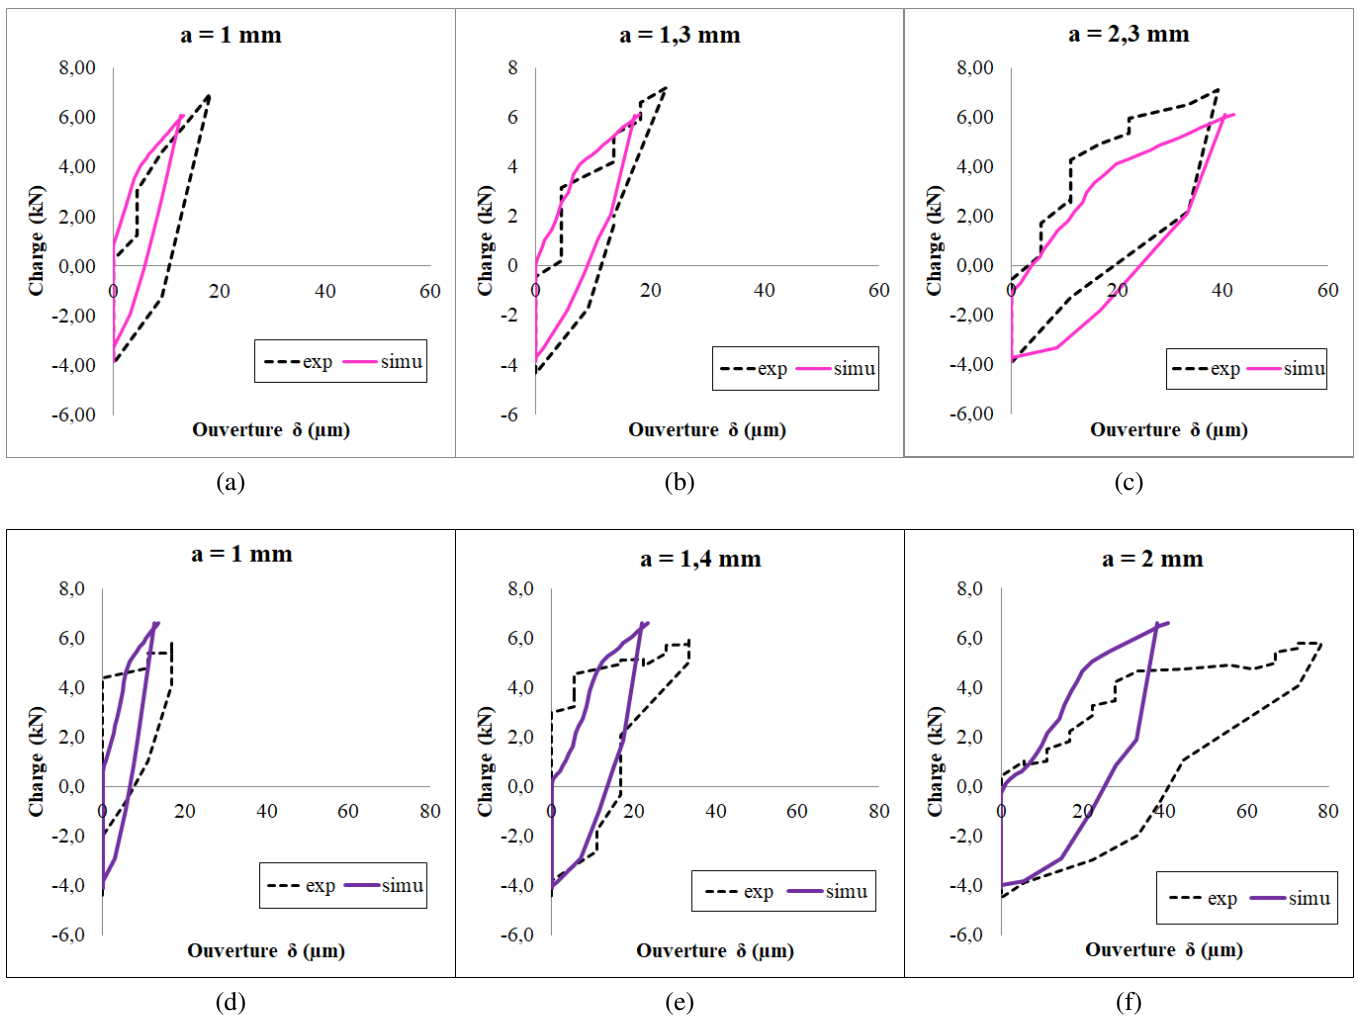 a = 1 mm
8,00
6,00
4,00
2,00
0,00
-2,00
-4,00
-6,00
0
20
40
60
Charge (kN)
exp
simu
Ouverture δ (μm)
(a)
a = 1,3 mm
8
6
4
2
0
-2
-4
-6
0
20
40
60
Charge (kN)
exp
simu
Ouverture δ (μm)
(b)
a = 2,3 mm
8,00
6,00
4,00
2,00
0,00
-2,00
-4,00
-6,00
0
20
40
60
Charge (kN)
exp
simu
Ouverture δ (μm)
(c)
a = 1 mm
8,0
6,0
4,0
2,0
0,0
-2,0
-4,0
-6,0
0
20
40
60
80
Charge (kN)
exp
simu
Ouverture δ (μm)
(d)
a = 1,4 mm
8,0
6,0
4,0
2,0
0,0
-2,0
-4,0
-6,0
0
20
40
60
80
Charge (kN)
exp
simu
Ouverture δ (μm)
(e)
a = 2 mm
8,0
6,0
4,0
2,0
0,0
-2,0
-4,0
-6,0
0
20
40
60
80
Charge (kN)
exp
simu
Ouverture δ (μm)
(f)